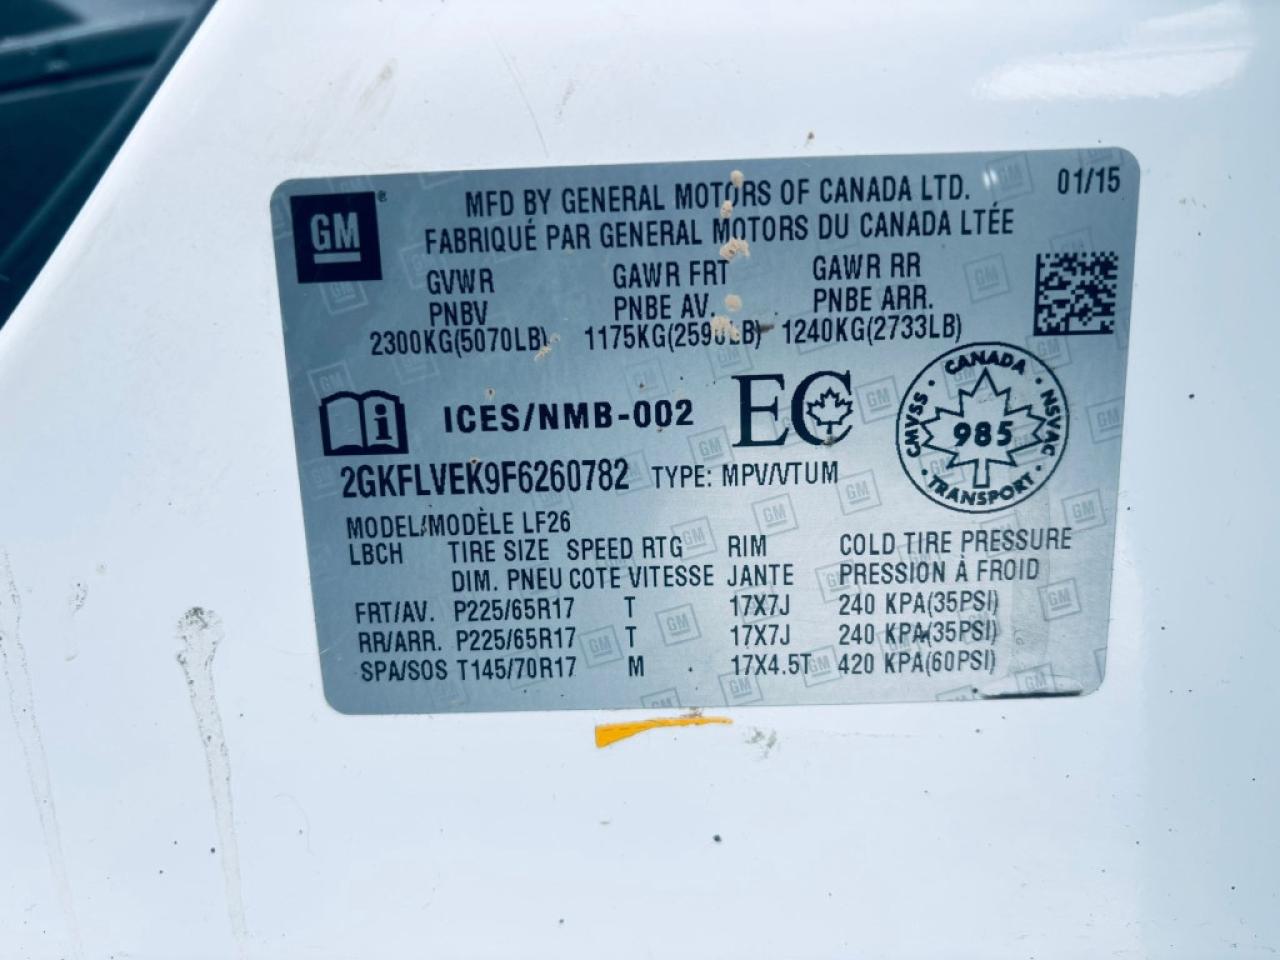 GM ®
MFD BY GENERAL MOTORS OF CANADA LTD. 01/15
FABRIQUÉ PAR GENERAL MOTORS DU CANADA LTÉE
GVWR GAWR FRT GAWR RR
PNBV PNBE AV. PNBE ARR.
2300KG(5070LB) 1175KG(2590LB) 1240KG(2733LB)
i ICES/NMB-002 EC
CANADA
CMVSS · 985 · NSVAC
TRANSPORT
2GKFLVEK9F6260782 TYPE: MPV/VTUM
MODEL/MODÈLE LF26
LBCH TIRE SIZE SPEED RTG RIM COLD TIRE PRESSURE
DIM. PNEU COTE VITESSE JANTE PRESSION À FROID
FRT/AV. P225/65R17 T 17X7J 240 KPA(35PSI)
RR/ARR. P225/65R17 T 17X7J 240 KPA(35PSI)
SPA/SOS T145/70R17 M 17X4.5T 420 KPA(60PSI)